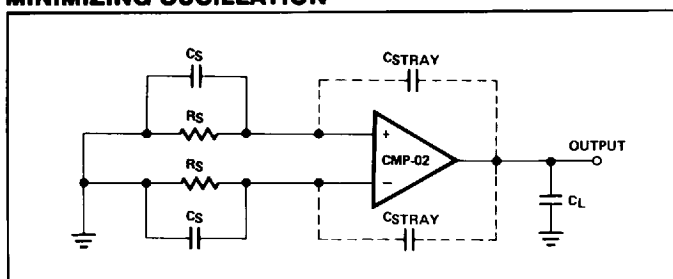 MINIMIZING OSCILLATION
CS
CSTRAY
RS
+
CMP-02
OUTPUT
RS
−
CL
CS
CSTRAY